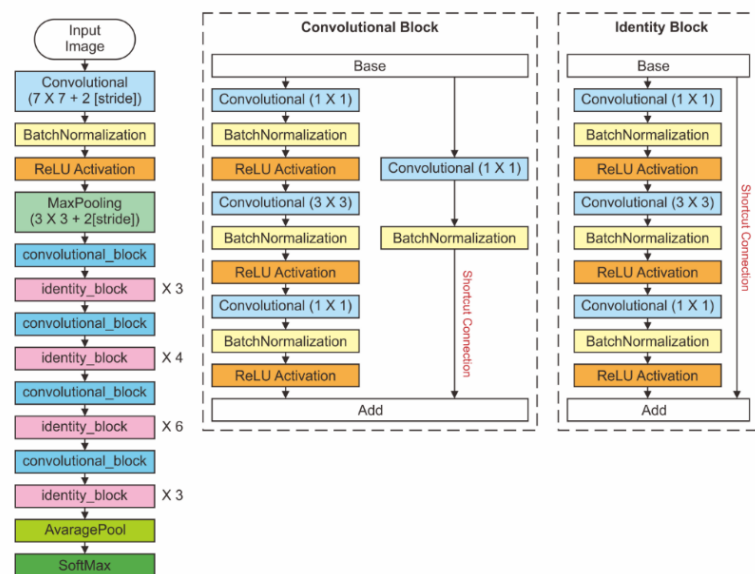 Input
Image
Convolutional
(7 X 7 + 2 [stride])
BatchNormalization
ReLU Activation
MaxPooling
(3 X 3 + 2[stride])
convolutional_block
identity_block X 3
convolutional_block
identity_block X 4
convolutional_block
identity_block X 6
convolutional_block
identity_block X 3
AvaragePool
SoftMax
Convolutional Block
Base
Convolutional (1 X 1)
BatchNormalization
ReLU Activation
Convolutional (3 X 3)
BatchNormalization
ReLU Activation
Convolutional (1 X 1)
BatchNormalization
ReLU Activation
Convolutional (1 X 1)
BatchNormalization
Shortcut Connection
Add
Identity Block
Base
Convolutional (1 X 1)
BatchNormalization
ReLU Activation
Convolutional (3 X 3)
BatchNormalization
ReLU Activation
Convolutional (1 X 1)
BatchNormalization
ReLU Activation
Shortcut Connection
Add